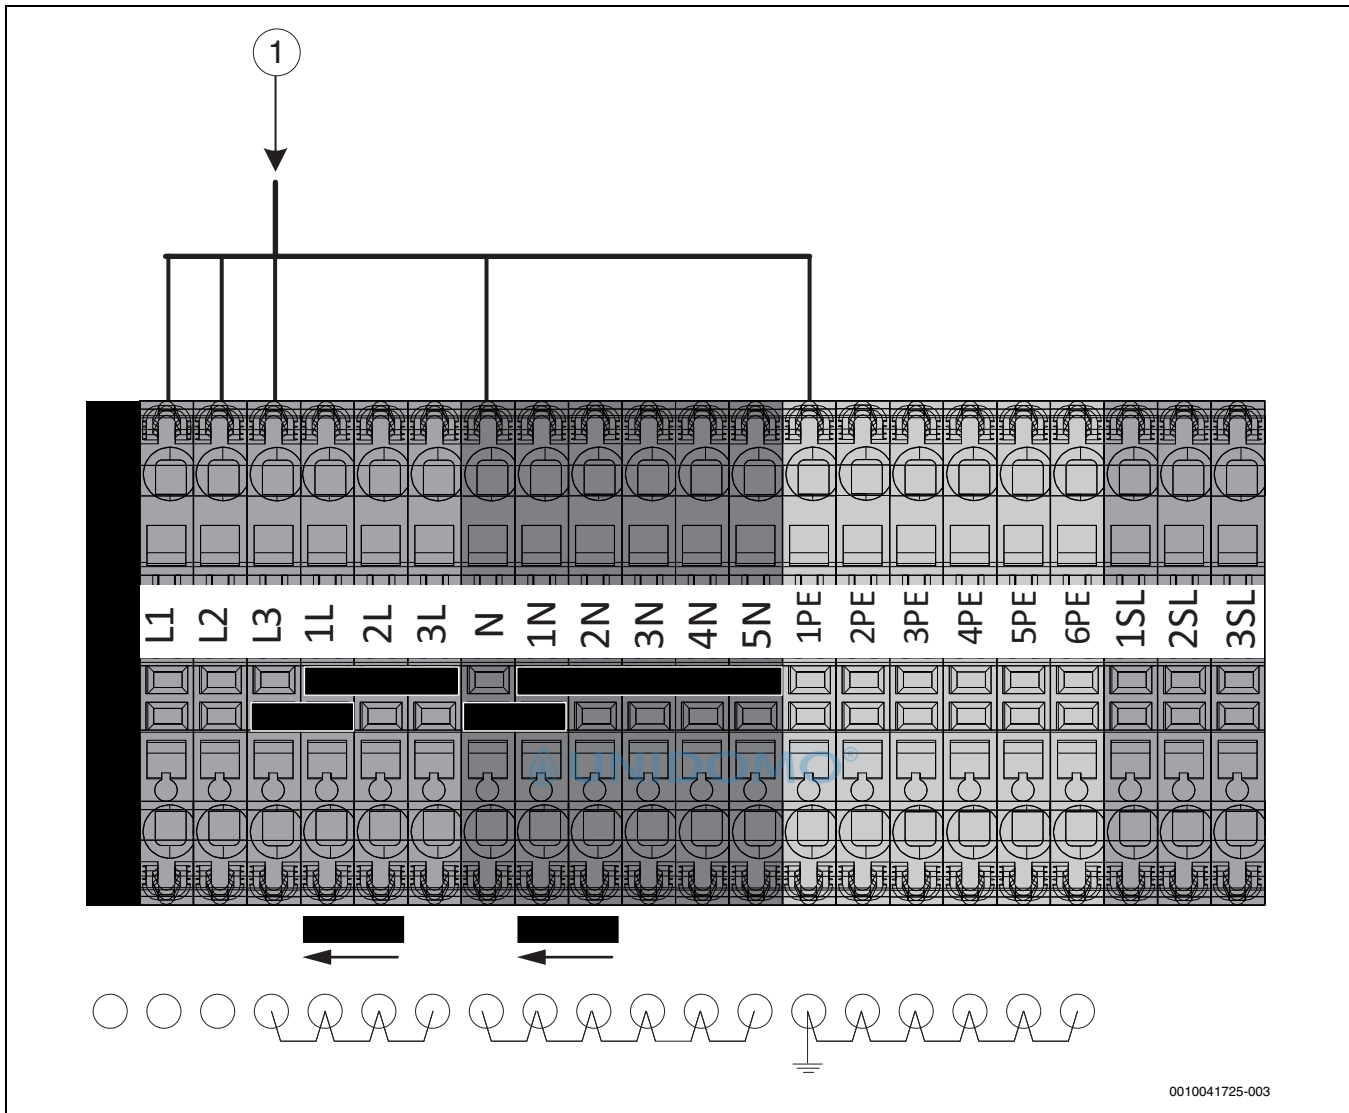 1
L1 L2 L3 1L 2L 3L N 1N 2N 3N 4N 5N 1PE 2PE 3PE 4PE 5PE 6PE 1SL 2SL 3SL
UNIDOMO®
0010041725-003